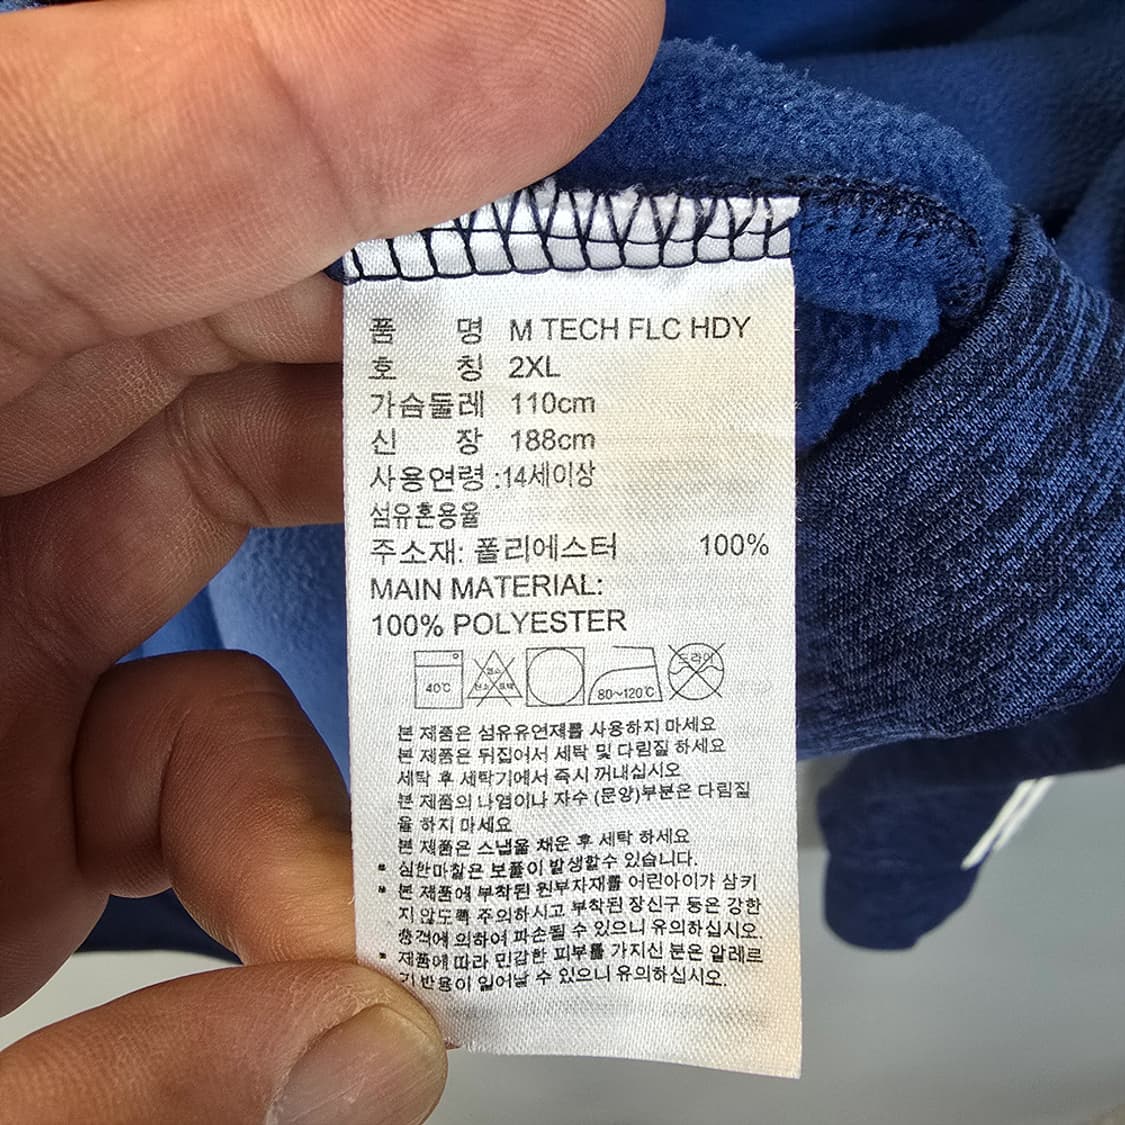 품 명 M TECH FLC HDY
호 칭 2XL
가슴둘레 110cm
신 장 188cm
사용연령 :14세이상
섬유혼용율
주소재: 폴리에스터 100%
MAIN MATERIAL:
100% POLYESTER
40℃ 염소 산소 표백 80~120℃ 드라이
본 제품은 섬유유연제를 사용하지 마세요
본 제품은 뒤집어서 세탁 및 다림질 하세요
세탁 후 세탁기에서 즉시 꺼내십시오
본 제품의 나염이나 자수 (문양)부분은 다림질
을 하지 마세요
본 제품은 스냅을 채운 후 세탁 하세요
* 심한마찰은 보풀이 발생할수 있습니다.
* 본 제품에 부착된 원부자재를 어린아이가 삼키
지 않도록 주의하시고 부착된 장신구 등은 강한
충격에 의하여 파손될 수 있으니 유의하십시오.
* 제품에 따라 민감한 피부를 가지신 분은 알레르
기 반응이 일어날 수 있으니 유의하십시오.